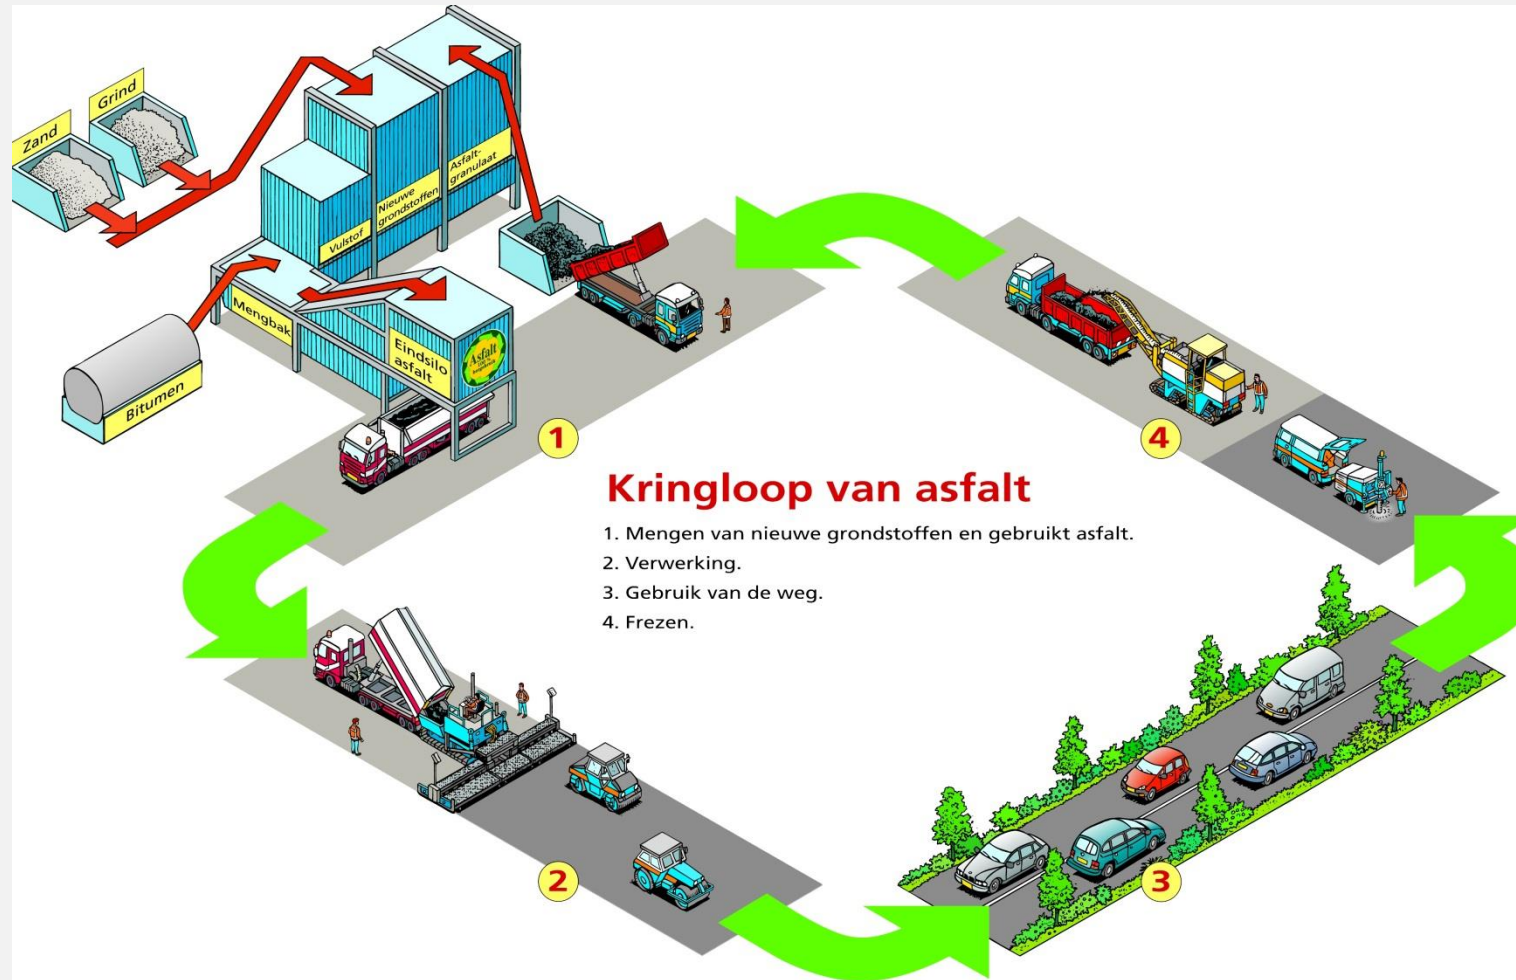 Zand
Grind
Vulstof
Nieuwe
grondstoffen
Asfalt-
granulaat
Mengbak
Eindsilo
asfalt
Asfalt
Bitumen
1
4
Kringloop van asfalt
1. Mengen van nieuwe grondstoffen en gebruikt asfalt.
2. Verwerking.
3. Gebruik van de weg.
4. Frezen.
2
3